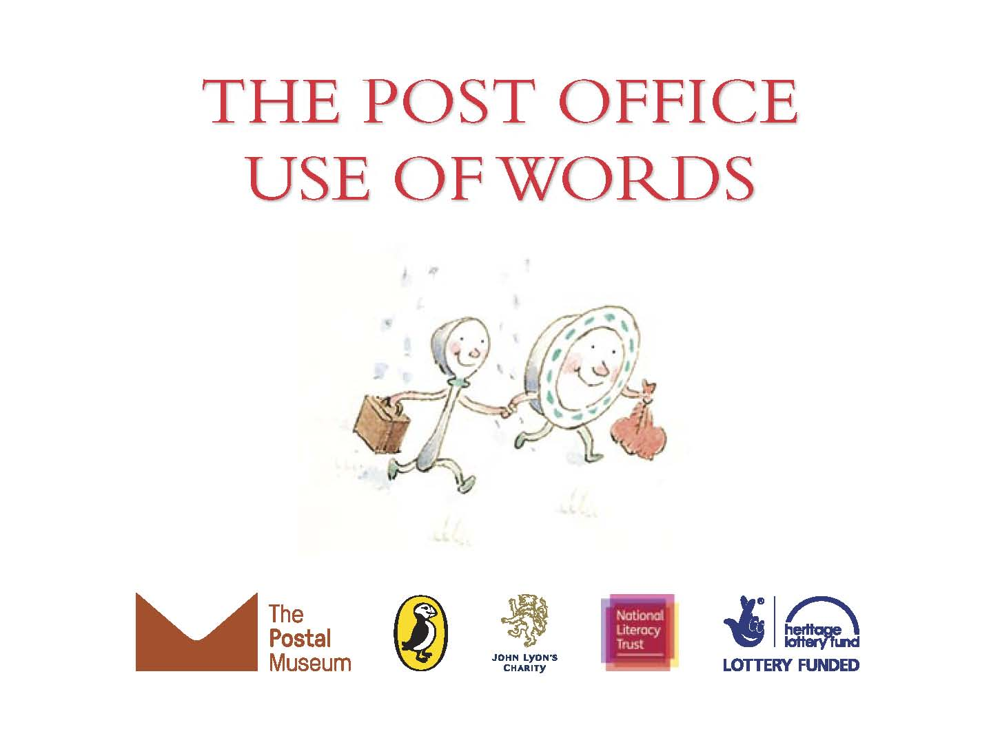 THE POST OFFICE
USE OF WORDS
The
Postal
Museum
JOHN LYON'S
CHARITY
National
Literacy
Trust
®
heritage
lottery fund
LOTTERY FUNDED